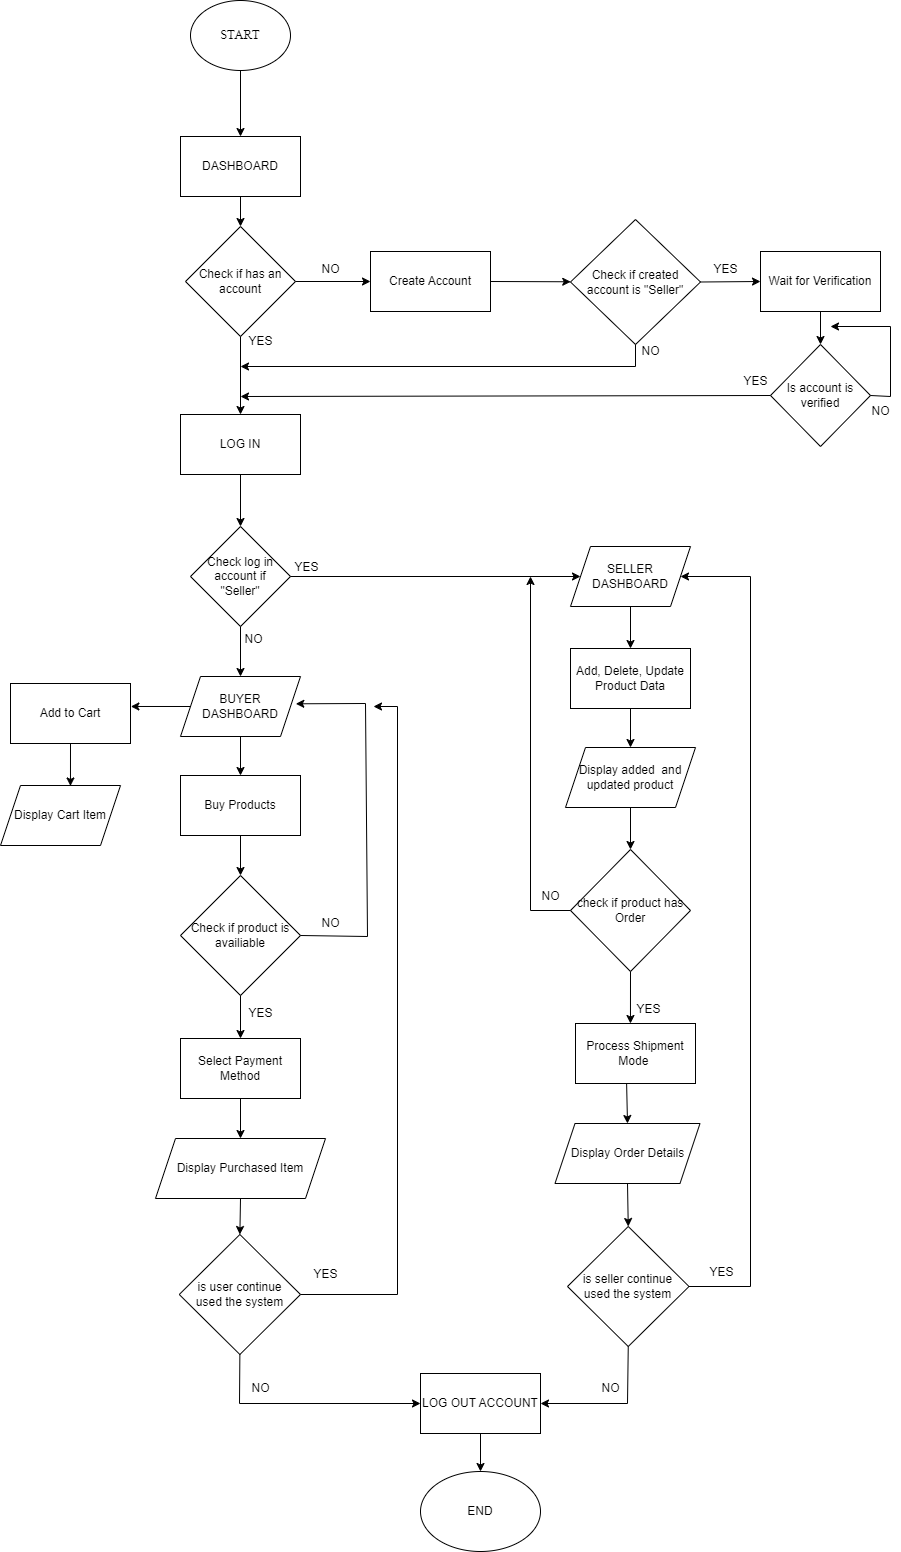 START
DASHBOARD
Check if has an
account
NO
Create Account
Check if created
account is "Seller"
YES
Wait for Verification
YES
NO
YES
Is account is
verified
NO
LOG IN
Check log in
account if
"Seller"
YES
SELLER
DASHBOARD
NO
Add, Delete, Update
Product Data
Add to Cart
BUYER
DASHBOARD
Display added  and
updated product
Display Cart Item
Buy Products
NO
check if product has
Order
Check if product is
availiable
NO
YES
YES
Process Shipment
Mode
Select Payment
Method
Display Order Details
Display Purchased Item
YES
YES
is user continue
used the system
is seller continue
used the system
NO
NO
LOG OUT ACCOUNT
END